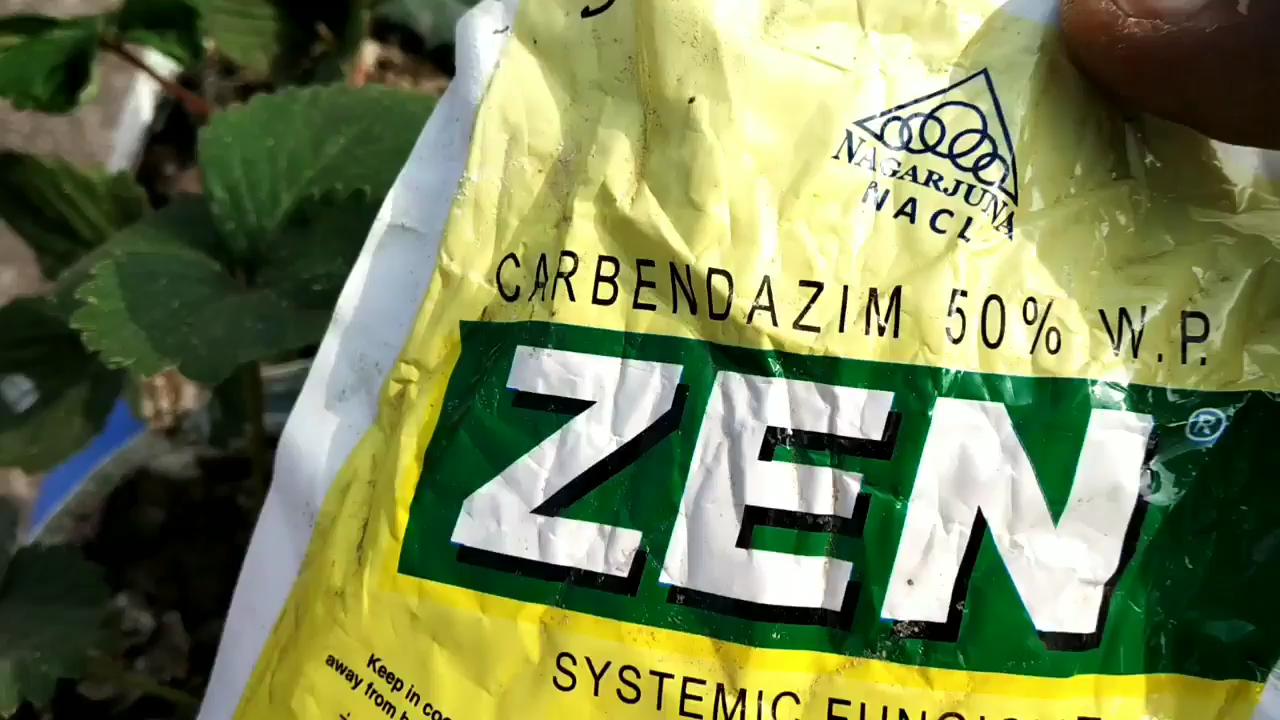 NAGARJUNA
NACL
CARBENDAZIM 50% W.P.
ZEN®
SYSTEMIC
Keep in
away from